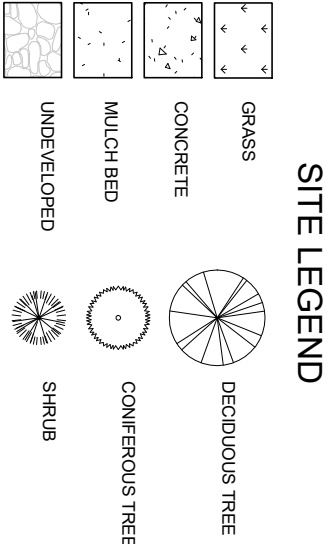 SITE LEGEND
GRASS
CONCRETE
MULCH BED
UNDEVELOPED
DECIDUOUS TREE
CONIFEROUS TREE
SHRUB